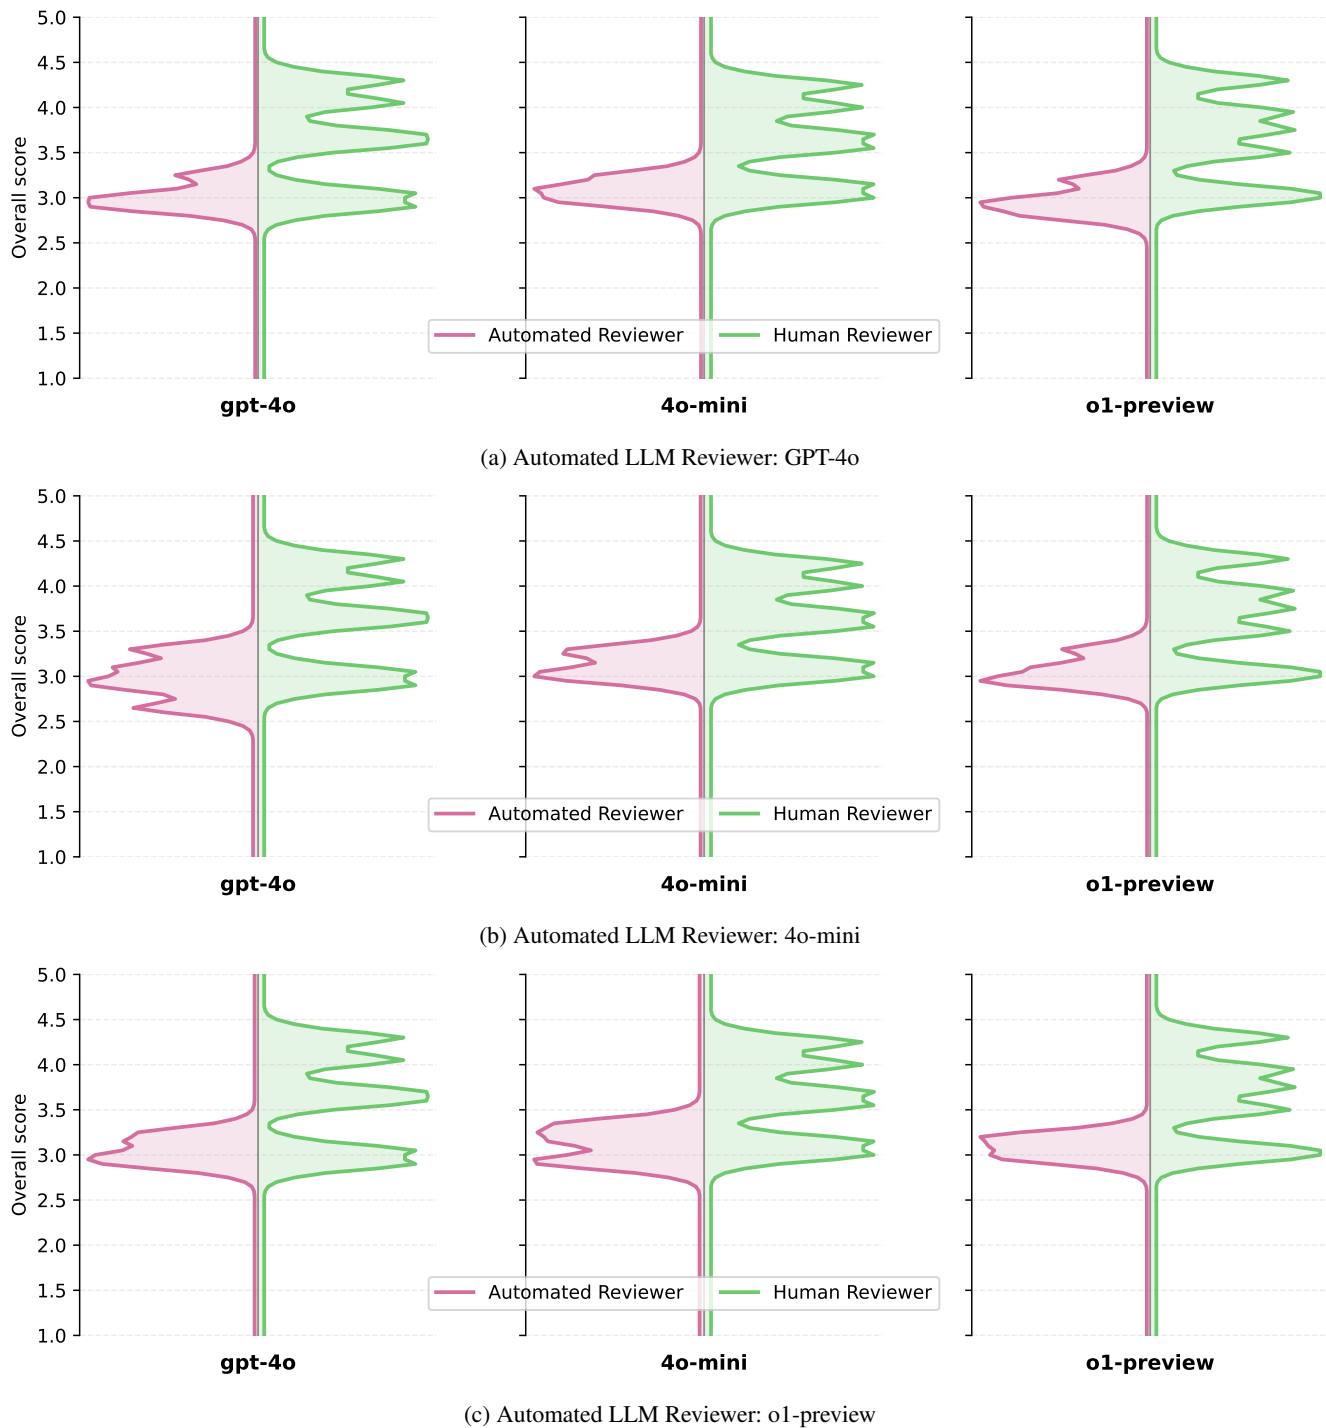 5.0
4.5
4.0
3.5
3.0
2.5
2.0
1.5
1.0
Overall score
Automated Reviewer Human Reviewer
gpt-4o 4o-mini o1-preview
(a) Automated LLM Reviewer: GPT-4o
5.0
4.5
4.0
3.5
3.0
2.5
2.0
1.5
1.0
Overall score
Automated Reviewer Human Reviewer
gpt-4o 4o-mini o1-preview
(b) Automated LLM Reviewer: 4o-mini
5.0
4.5
4.0
3.5
3.0
2.5
2.0
1.5
1.0
Overall score
Automated Reviewer Human Reviewer
gpt-4o 4o-mini o1-preview
(c) Automated LLM Reviewer: o1-preview